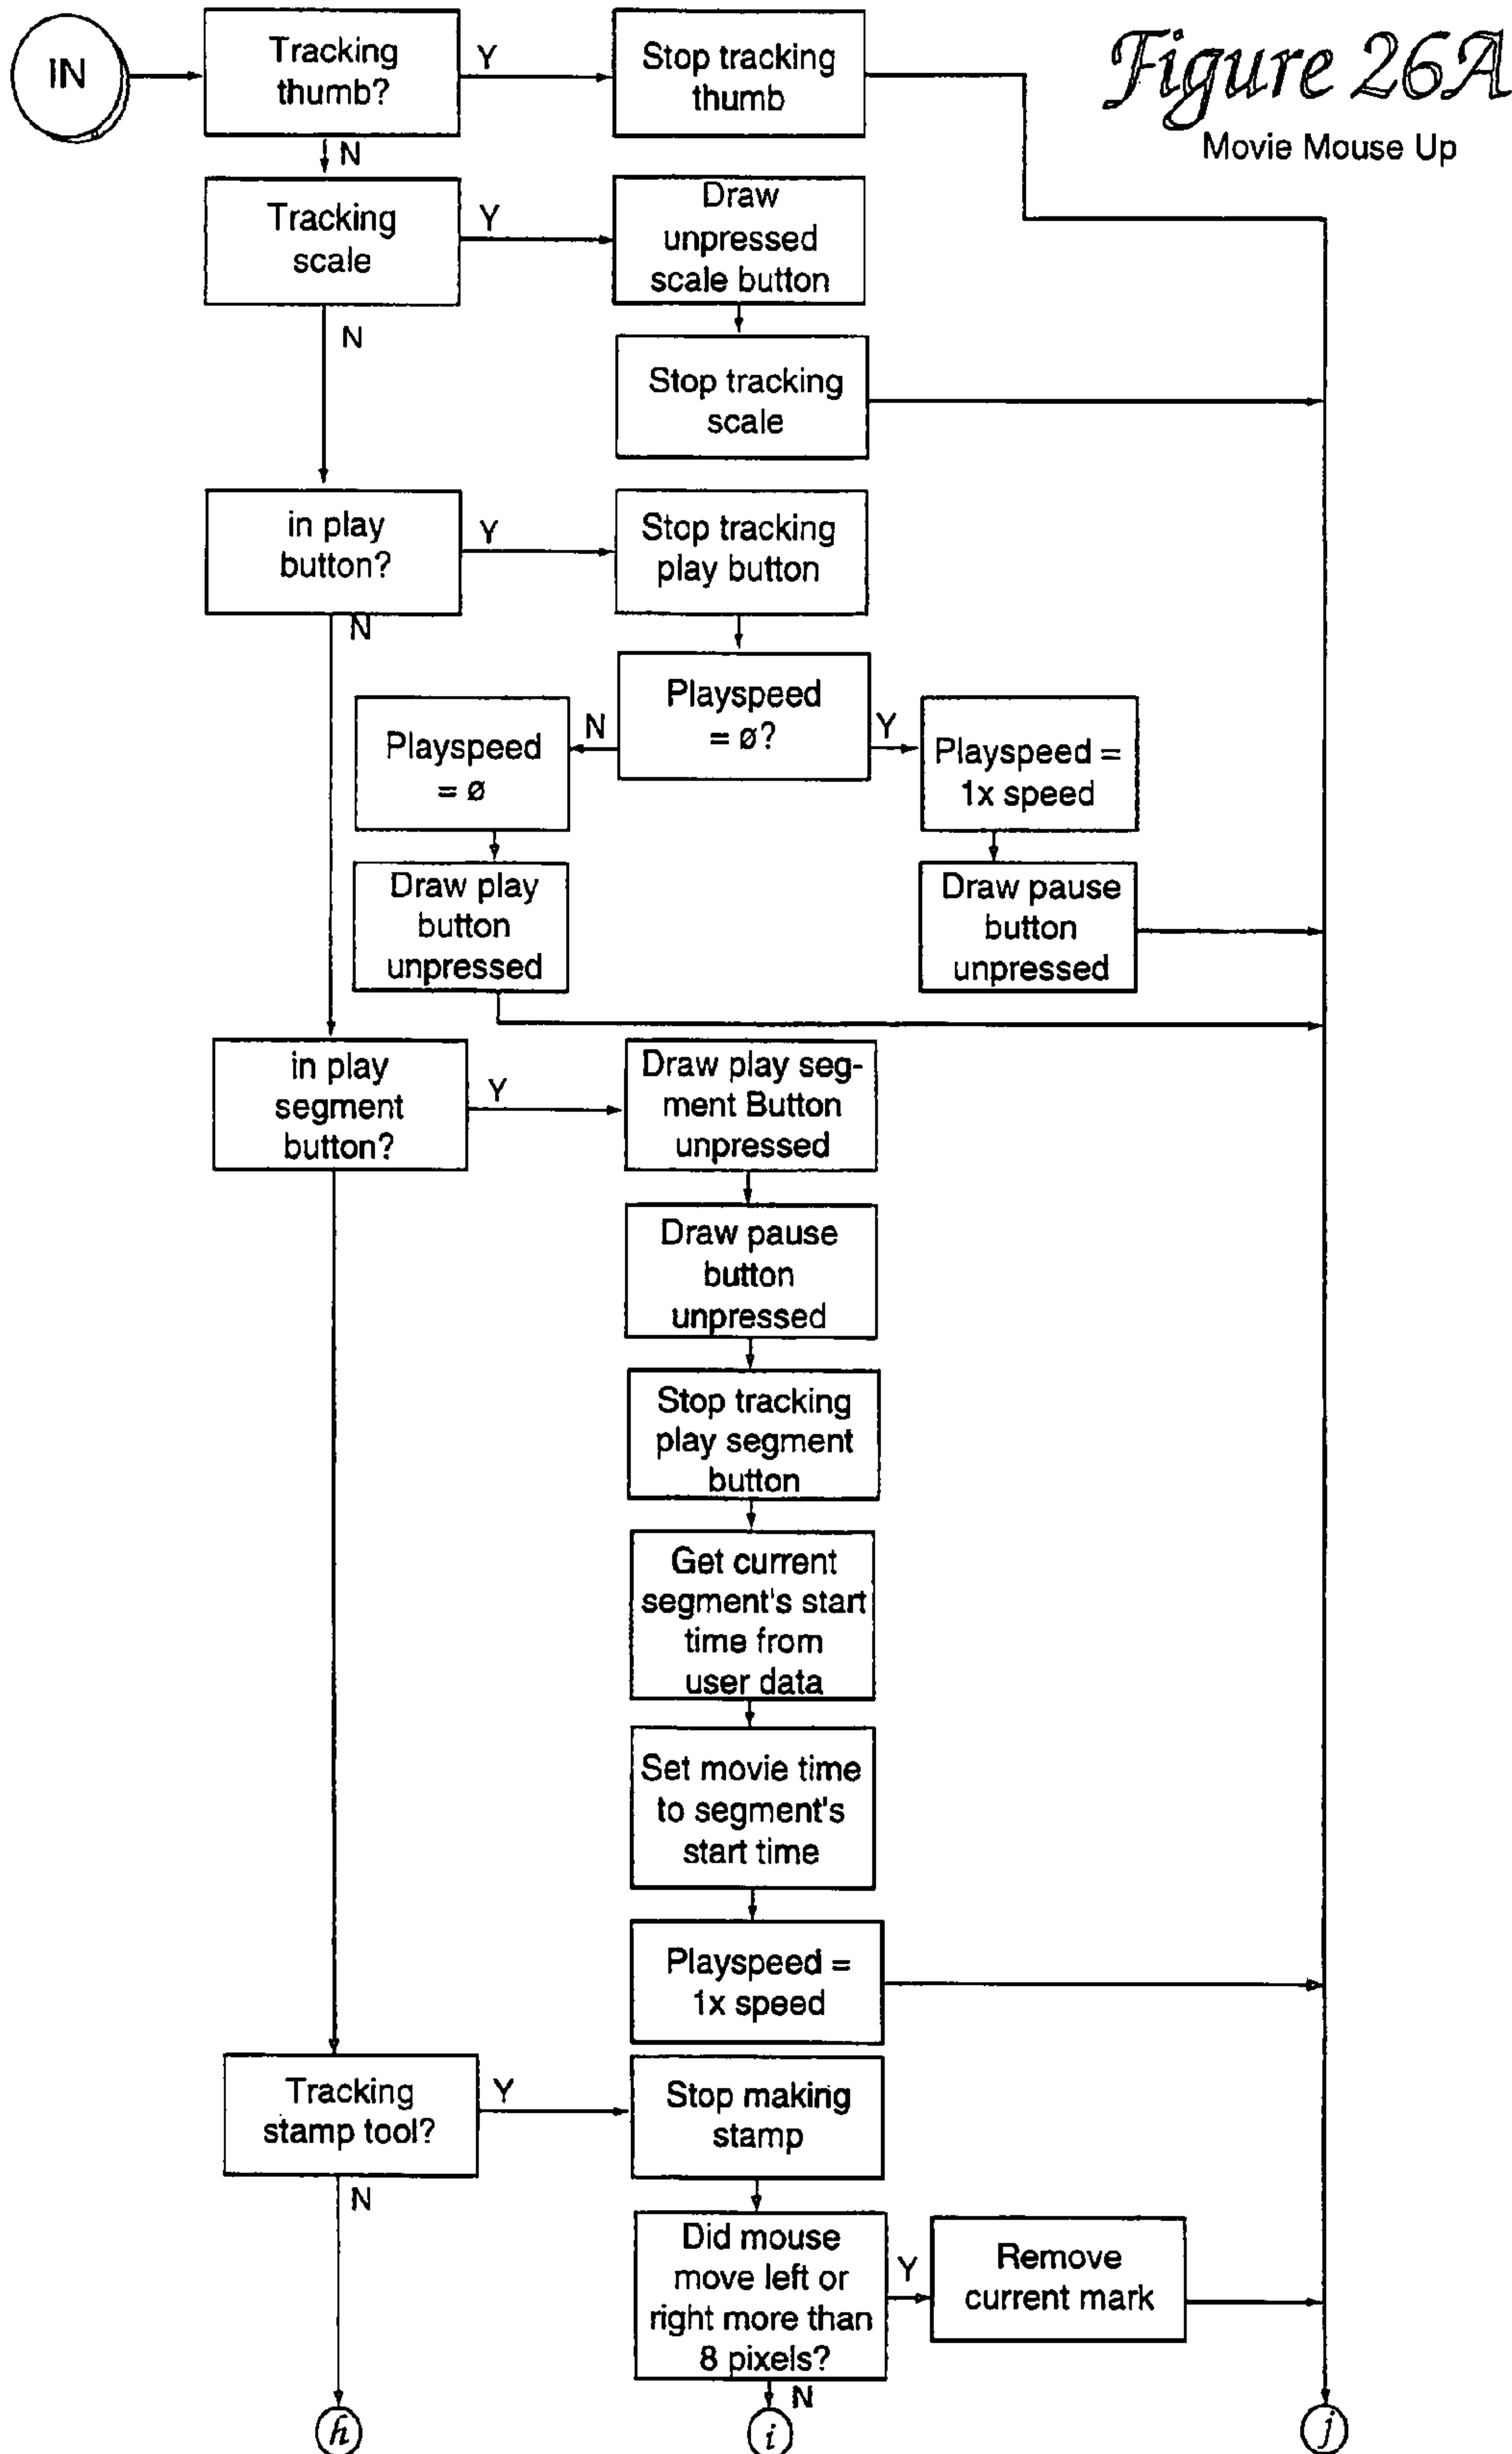 Figure 26A
Movie Mouse Up
IN
Tracking
thumb?
Y
Stop tracking
thumb
N
Tracking
scale
Y
Draw
unpressed
scale button
N
Stop tracking
scale
in play
button?
Y
Stop tracking
play button
N
Playspeed
= ø?
N
Playspeed
= ø
Y
Playspeed =
1x speed
Draw play
button
unpressed
Draw pause
button
unpressed
in play
segment
button?
Y
Draw play seg-
ment Button
unpressed
Draw pause
button
unpressed
Stop tracking
play segment
button
Get current
segment's start
time from
user data
Set movie time
to segment's
start time
Playspeed =
1x speed
Tracking
stamp tool?
Y
Stop making
stamp
N
Did mouse
move left or
right more than
8 pixels?
Y
Remove
current mark
N
h
i
j